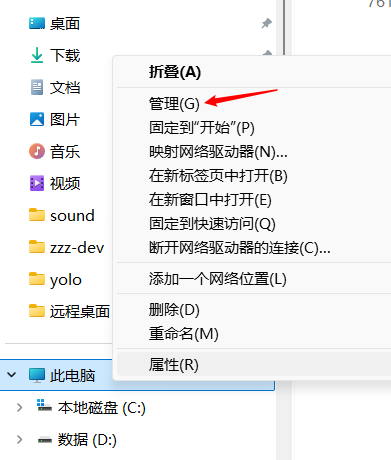 761
桌面
下载
文档
图片
音乐
视频
sound
zzz-dev
yolo
远程桌面
此电脑
本地磁盘 (C:)
数据 (D:)
折叠(A)
管理(G)
固定到"开始"(P)
映射网络驱动器(N)...
在新标签页中打开(B)
在新窗口中打开(E)
固定到快速访问(Q)
断开网络驱动器的连接(C)...
添加一个网络位置(L)
删除(D)
重命名(M)
属性(R)